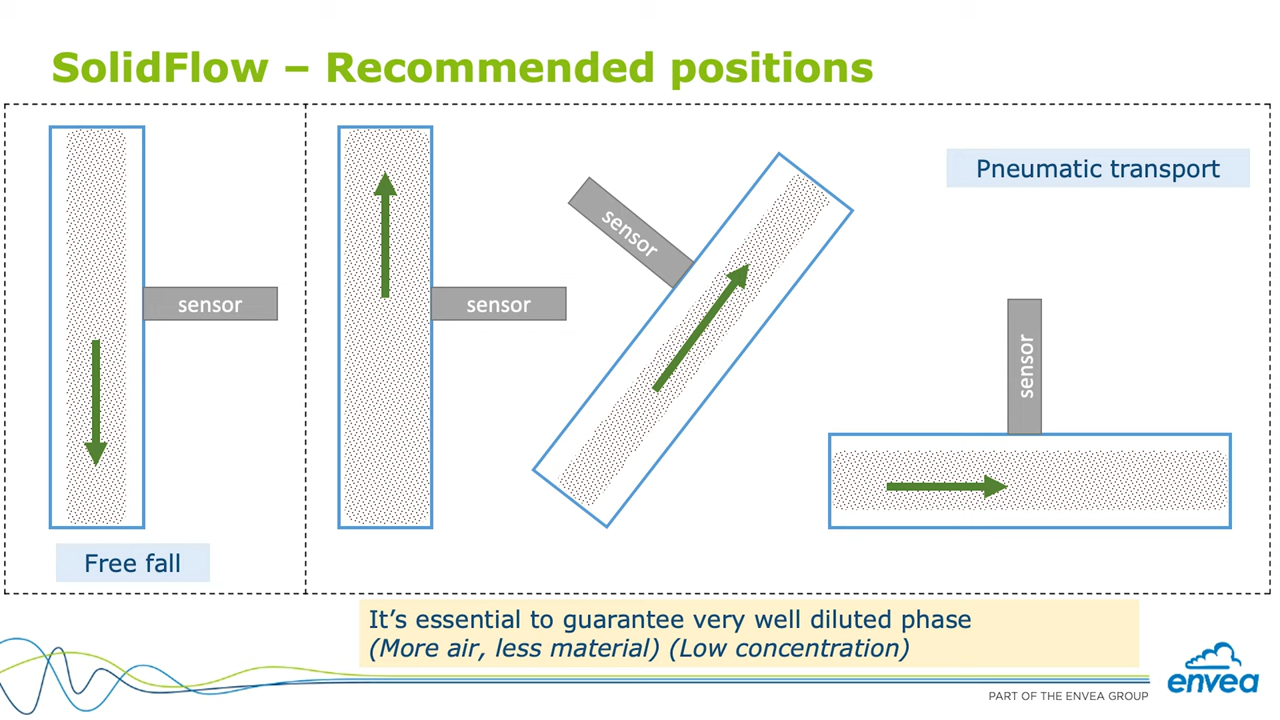 SolidFlow – Recommended positions
Pneumatic transport
sensor
sensor
sensor
sensor
Free fall
It’s essential to guarantee very well diluted phase
(More air, less material) (Low concentration)
envea
PART OF THE ENVEA GROUP